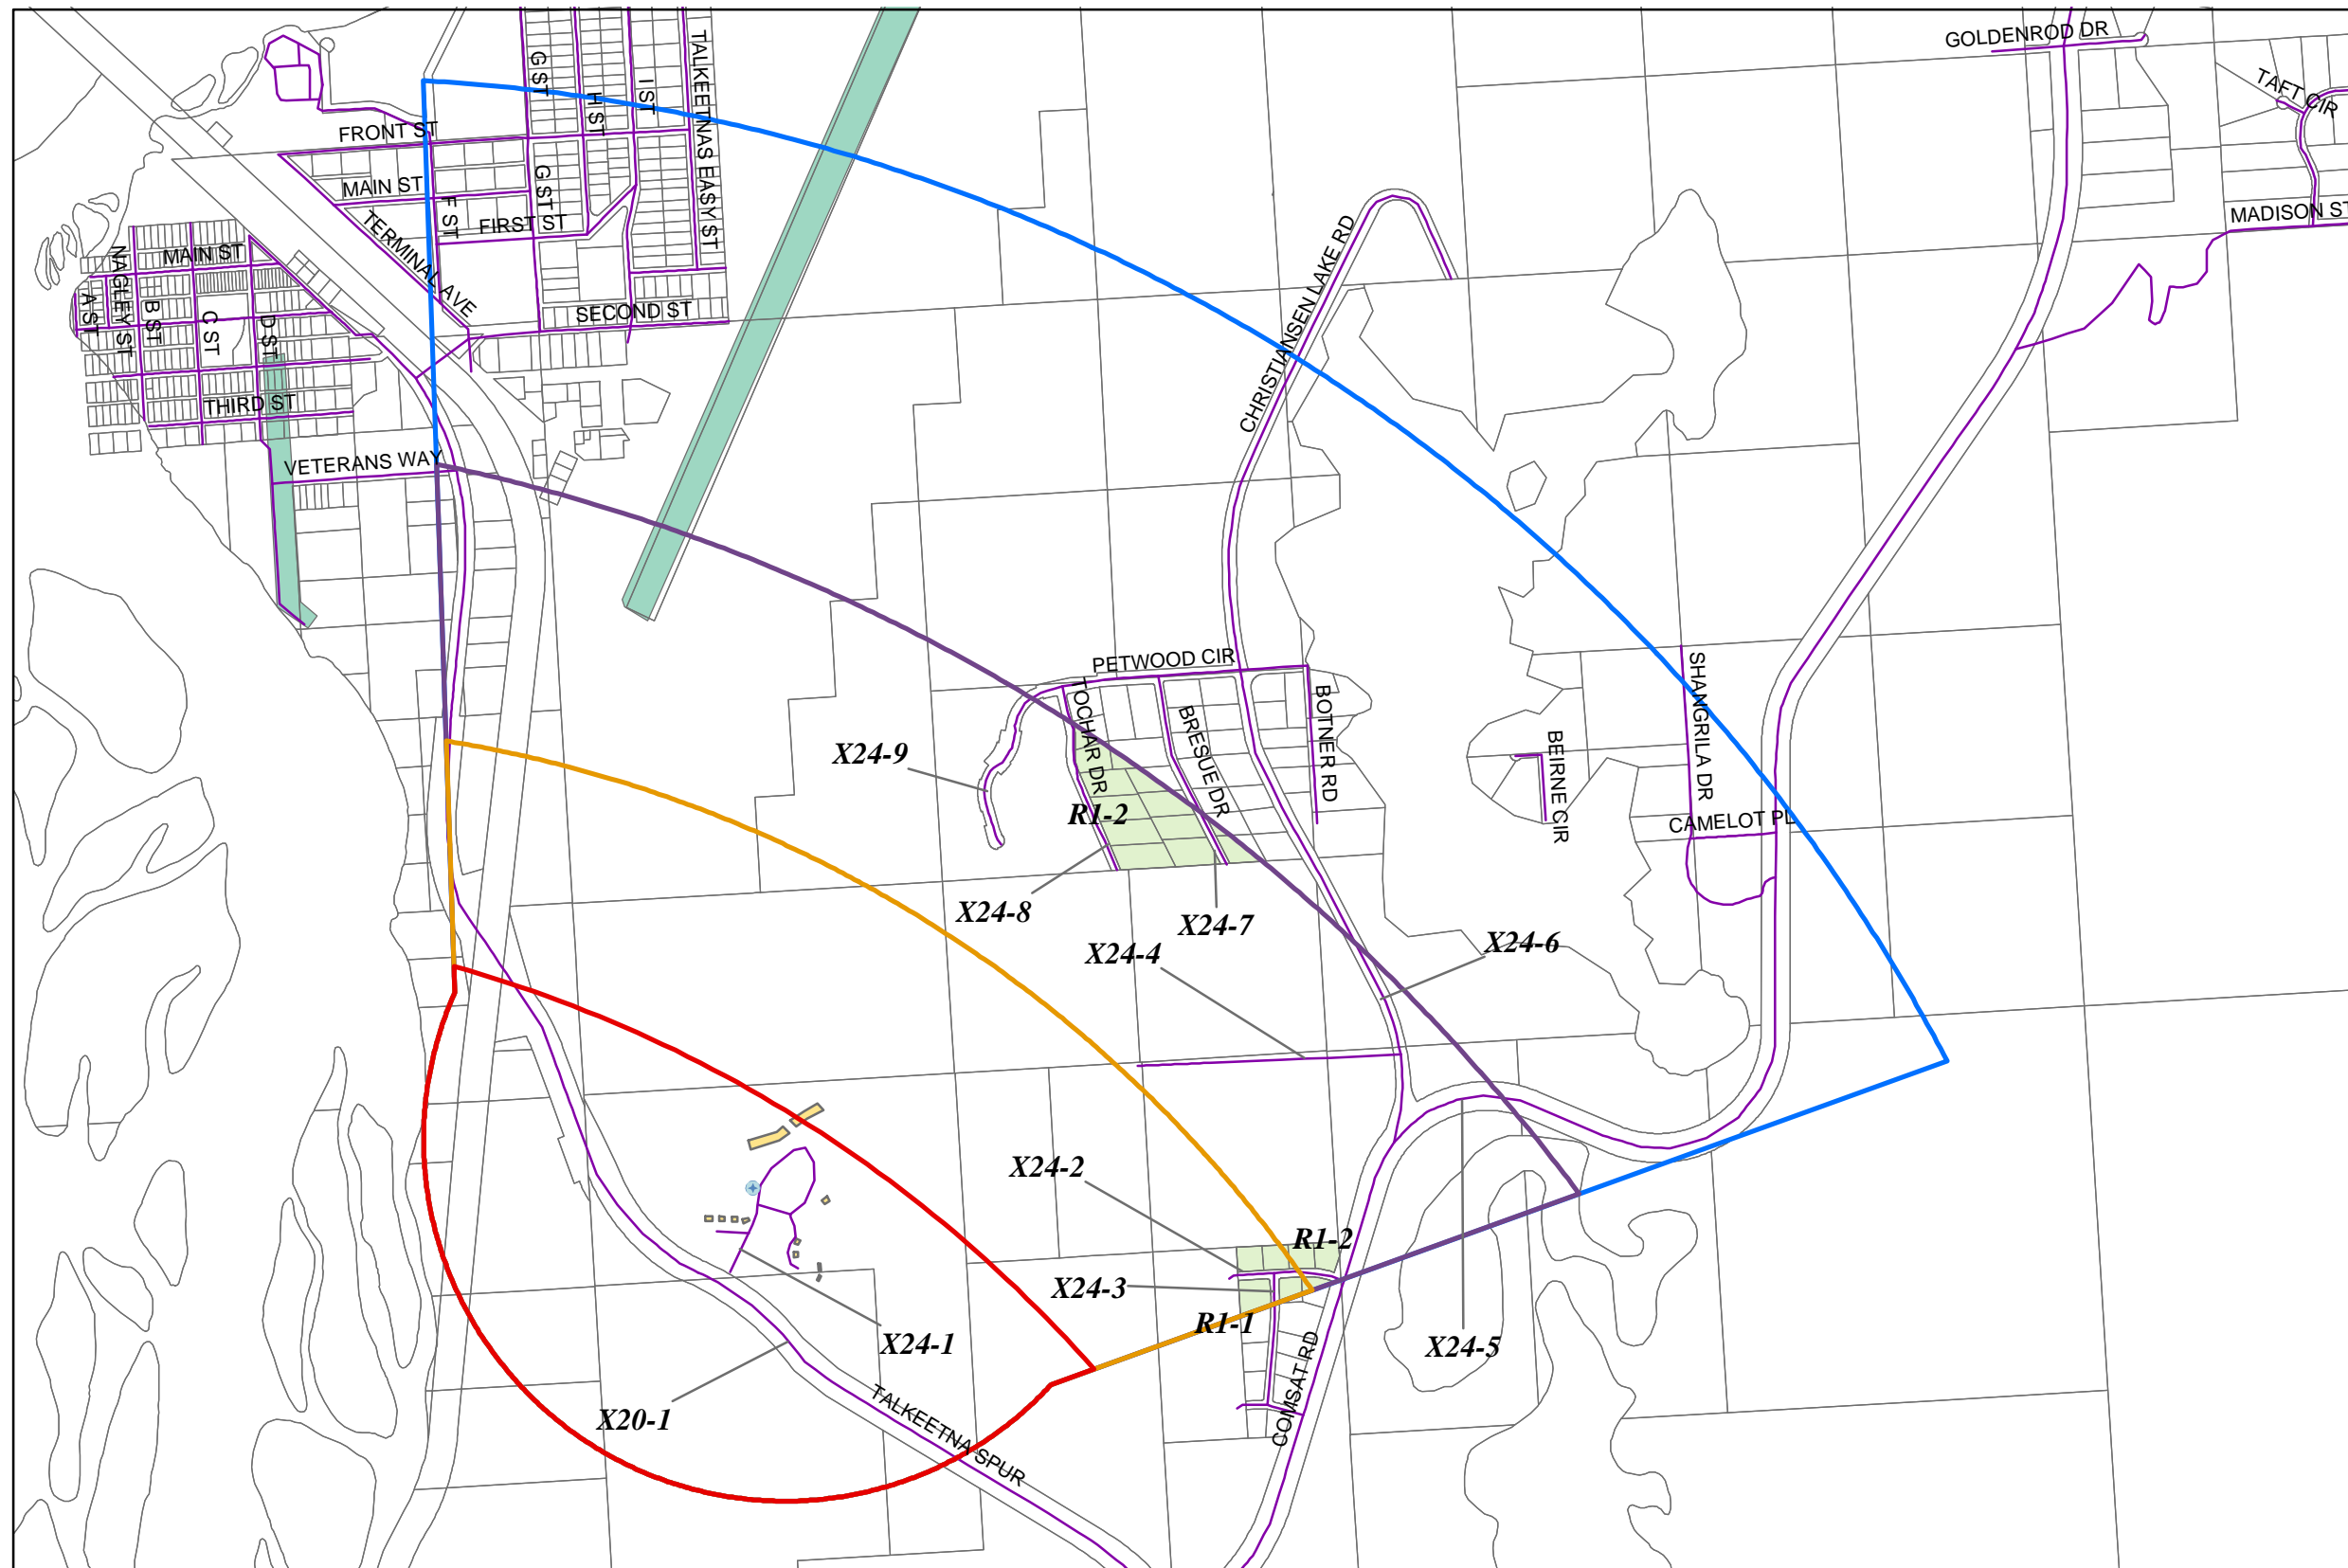 GOLDENROD DR
TAFT CIR
MADISON ST
G ST
H ST
I ST
TALKEETNAS EASY ST
FRONT ST
MAIN ST
F ST
G ST
FIRST ST
TERMINAL AVE
SECOND ST
MAIN ST
NAGLEY ST
A ST
B ST
C ST
D ST
THIRD ST
VETERANS WAY
CHRISTIANSEN LAKE RD
PETWOOD CIR
TOCHAR DR
BRESUE DR
BOTNER RD
BEIRNE CIR
SHANGRILA DR
CAMELOT PL
X24-9
R1-2
X24-8
X24-7
X24-4
X24-6
X24-2
R1-2
X24-3
R1-1
X24-5
X24-1
X20-1
COMSAT RD
TALKEETNA SPUR